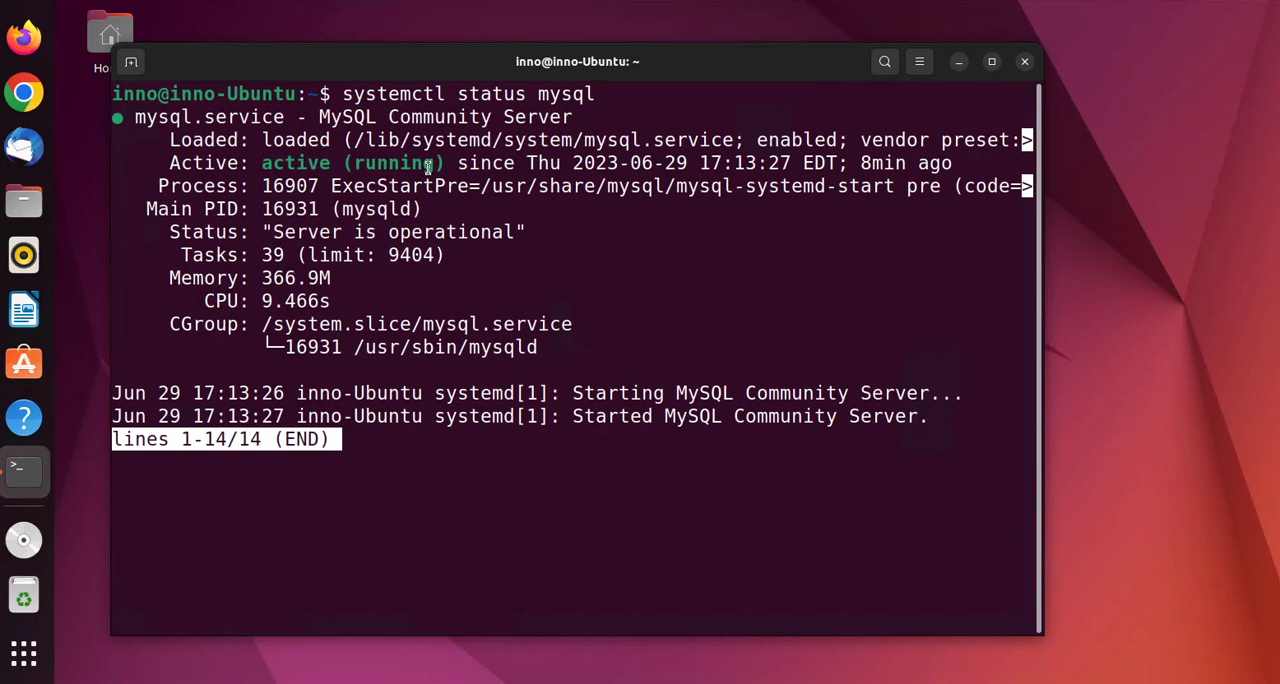 Ho
inno@inno-Ubuntu: ~
inno@inno-Ubuntu:~$ systemctl status mysql
● mysql.service - MySQL Community Server
Loaded: loaded (/lib/systemd/system/mysql.service; enabled; vendor preset:>
Active: active (running) since Thu 2023-06-29 17:13:27 EDT; 8min ago
Process: 16907 ExecStartPre=/usr/share/mysql/mysql-systemd-start pre (code=>
Main PID: 16931 (mysqld)
Status: "Server is operational"
Tasks: 39 (limit: 9404)
Memory: 366.9M
CPU: 9.466s
CGroup: /system.slice/mysql.service
└─16931 /usr/sbin/mysqld
Jun 29 17:13:26 inno-Ubuntu systemd[1]: Starting MySQL Community Server...
Jun 29 17:13:27 inno-Ubuntu systemd[1]: Started MySQL Community Server.
lines 1-14/14 (END)